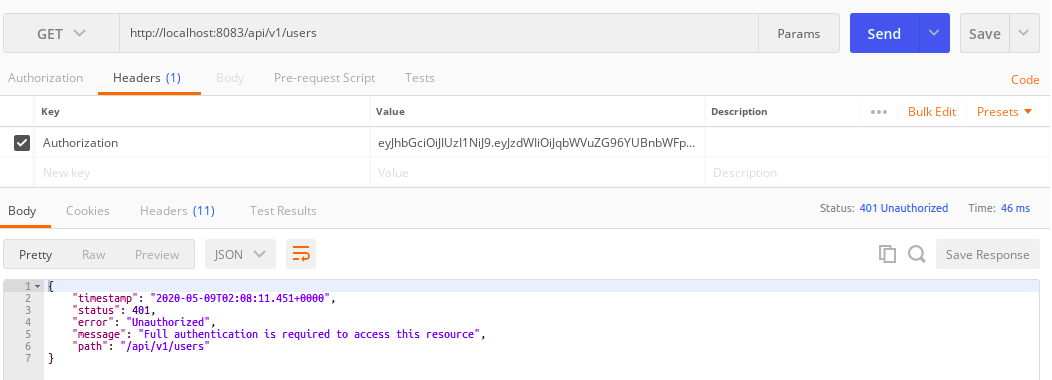 GET http://localhost:8083/api/v1/users Params Send Save
Authorization Headers (1) Body Pre-request Script Tests Code
Key Value Description ••• Bulk Edit Presets
Authorization eyJhbGciOiJIUzI1NiJ9.eyJzdWIiOiJqbWVuZG96YUBnbWFp...
New key Value Description
Body Cookies Headers (11) Test Results Status: 401 Unauthorized Time: 46 ms
Pretty Raw Preview JSON Save Response
1 {
2 "timestamp": "2020-05-09T02:08:11.451+0000",
3 "status": 401,
4 "error": "Unauthorized",
5 "message": "Full authentication is required to access this resource",
6 "path": "/api/v1/users"
7 }